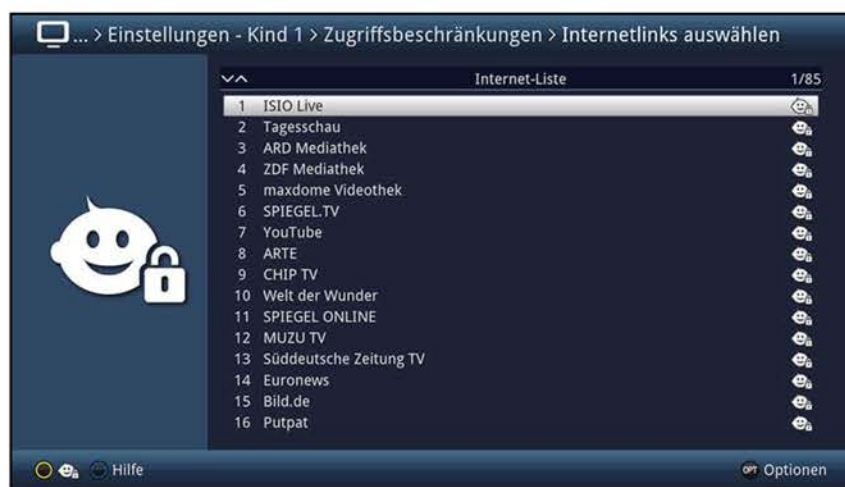 ... > Einstellungen - Kind 1 > Zugriffsbeschränkungen > Internetlinks auswählen
Internet-Liste 1/85
1 ISIO Live
2 Tagesschau
3 ARD Mediathek
4 ZDF Mediathek
5 maxdome Videothek
6 SPIEGEL.TV
7 YouTube
8 ARTE
9 CHIP TV
10 Welt der Wunder
11 SPIEGEL ONLINE
12 MUZU TV
13 Süddeutsche Zeitung TV
14 Euronews
15 Bild.de
16 Putpat
Hilfe OPT Optionen